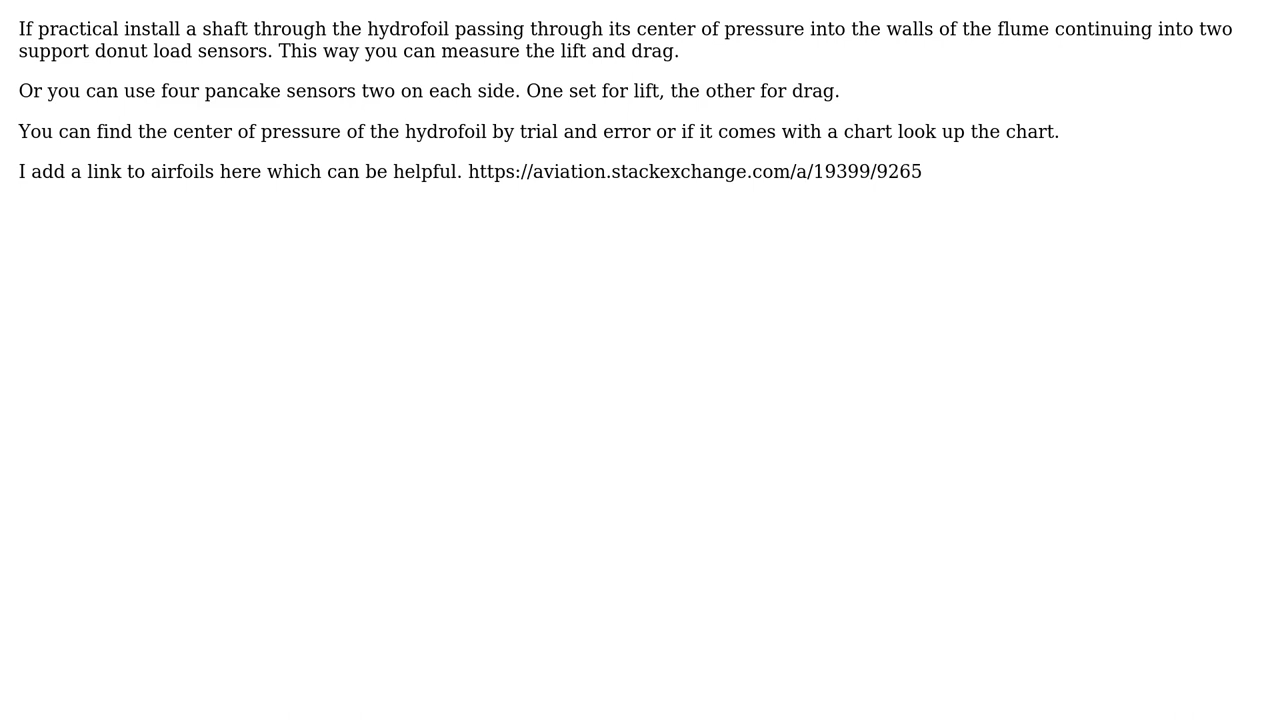 If practical install a shaft through the hydrofoil passing through its center of pressure into the walls of the flume continuing into two
support donut load sensors. This way you can measure the lift and drag.
Or you can use four pancake sensors two on each side. One set for lift, the other for drag.
You can find the center of pressure of the hydrofoil by trial and error or if it comes with a chart look up the chart.
I add a link to airfoils here which can be helpful. https://aviation.stackexchange.com/a/19399/9265